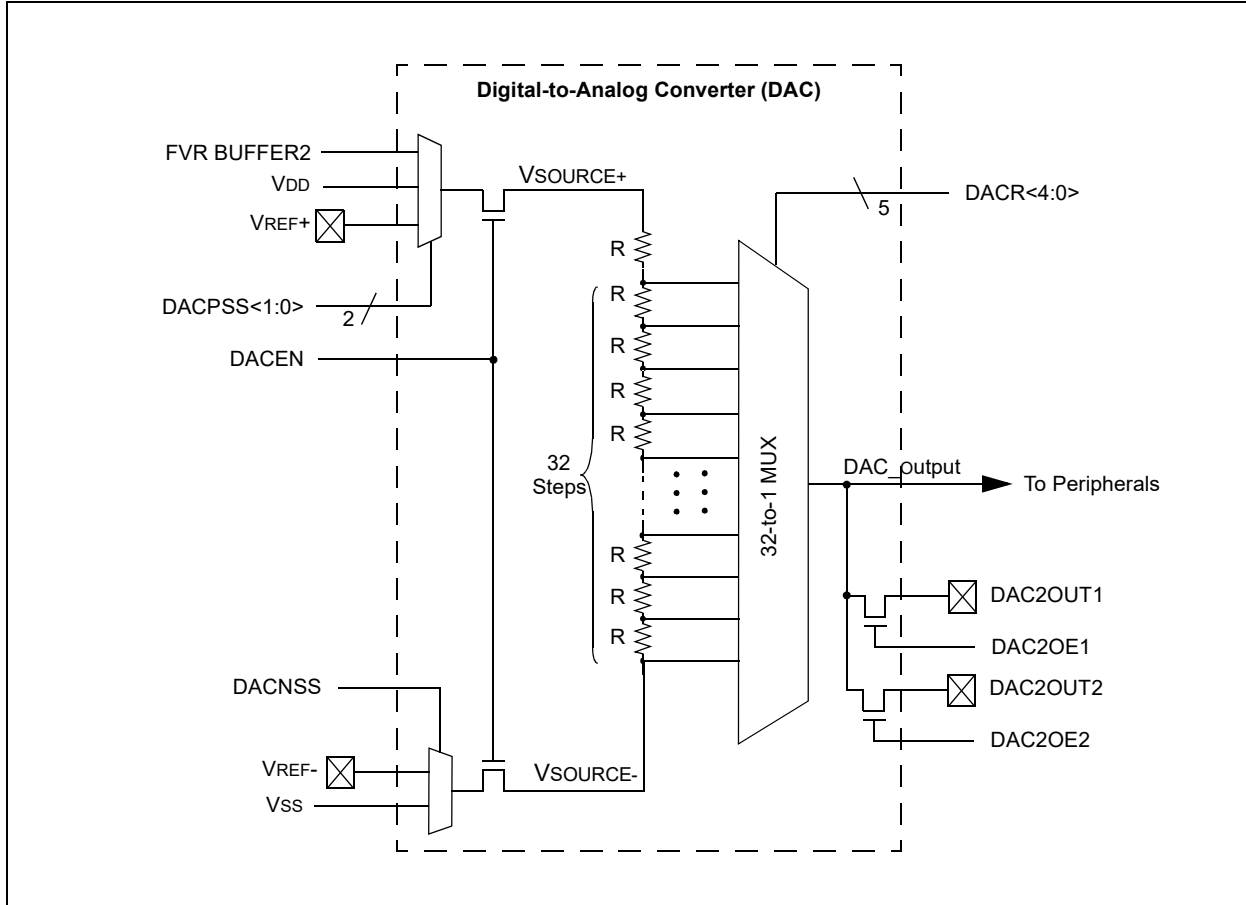 Digital-to-Analog Converter (DAC)
FVR BUFFER2
VDD
VREF+
VSOURCE+
DACR<4:0>
5
DACPSS<1:0>
2
DACEN
R
R
R
R
R
32
Steps
R
R
R
32-to-1 MUX
DAC_output
To Peripherals
DAC2OUT1
DAC2OE1
DAC2OUT2
DAC2OE2
DACNSS
VREF-
VSS
VSOURCE-